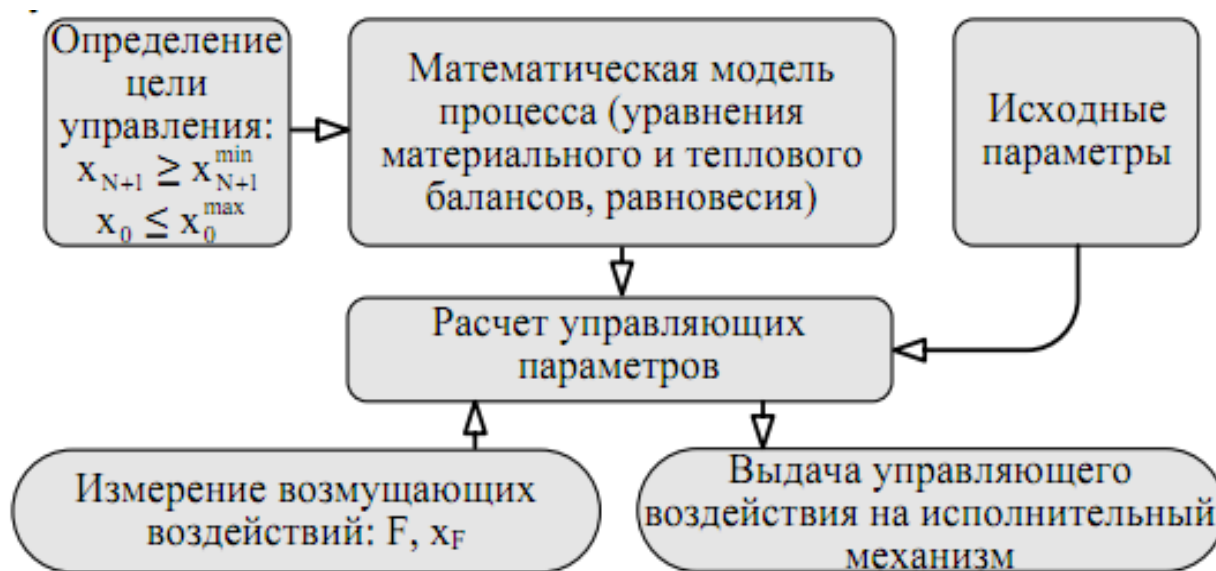 Определение
цели
управления:
x_{N+1} ≥ x_{N+1}^{min}
x_0 ≤ x_0^{max}
Математическая модель
процесса (уравнения
материального и теплового
балансов, равновесия)
Исходные
параметры
Расчет управляющих
параметров
Измерение возмущающих
воздействий: F, x_F
Выдача управляющего
воздействия на исполнительный
механизм